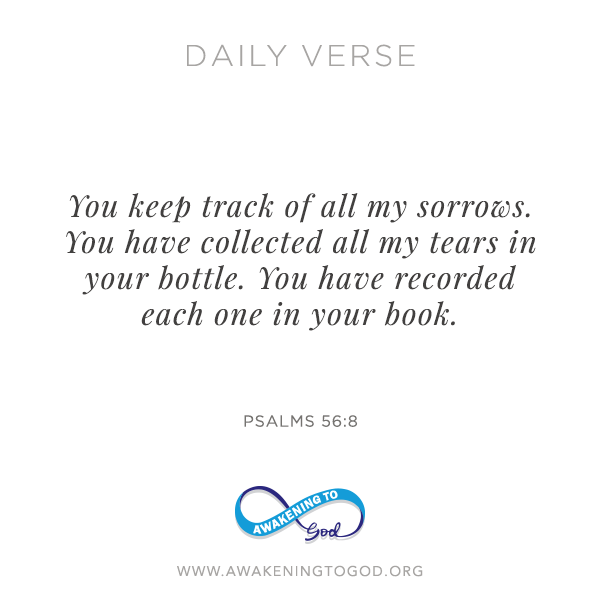 DAILY VERSE
You keep track of all my sorrows.
You have collected all my tears in
your bottle. You have recorded
each one in your book.
PSALMS 56:8
AWAKENING TO
God
WWW.AWAKENINGTOGOD.ORG